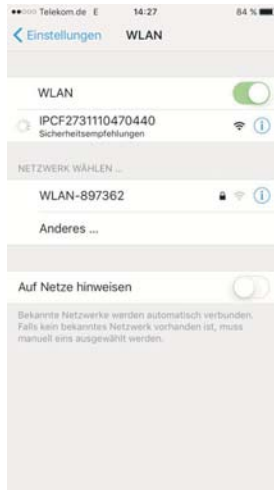 Telekom.de E 14:27 84 %
Einstellungen WLAN
WLAN
IPCF2731110470440
Sicherheitsempfehlungen
NETZWERK WÄHLEN ...
WLAN-897362
Anderes ...
Auf Netze hinweisen
Bekannte Netzwerke werden automatisch verbunden.
Falls kein bekanntes Netzwerk vorhanden ist, muss
manuell eins ausgewählt werden.